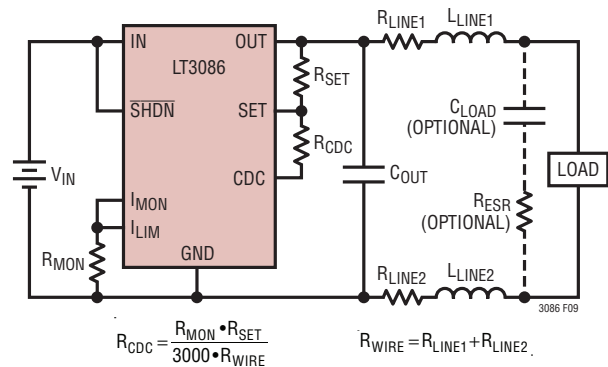 IN
OUT
LT3086
SHDN
SET
CDC
IMON
ILIM
GND
VIN
RMON
RSET
RCDC
COUT
RLINE1
LLINE1
CLOAD
(OPTIONAL)
LOAD
RESR
(OPTIONAL)
RLINE2
LLINE2
3086 F09
RCDC = RMON • RSET / 3000 • RWIRE
RWIRE = RLINE1 + RLINE2